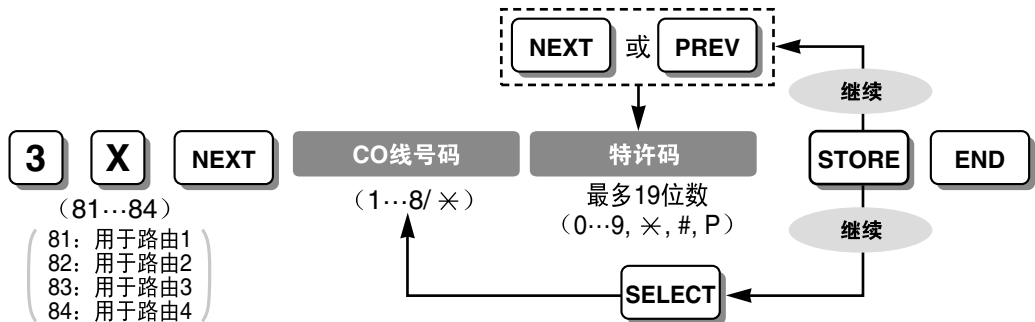 NEXT 或 PREV
继续
3 X NEXT CO线号码 特许码 STORE END
(81…84) (1…8/ ✳) 最多19位数
(0…9, ✳, #, P)
继续
81：用于路由1
82：用于路由2
83：用于路由3
84：用于路由4
SELECT